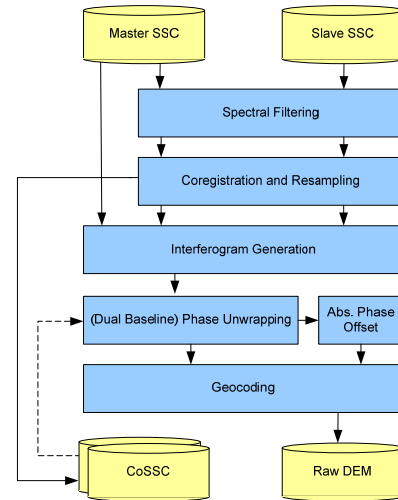 Master SSC
Slave SSC
Spectral Filtering
Coregistration and Resampling
Interferogram Generation
(Dual Baseline) Phase Unwrapping
Abs. Phase
Offset
Geocoding
CoSSC
Raw DEM